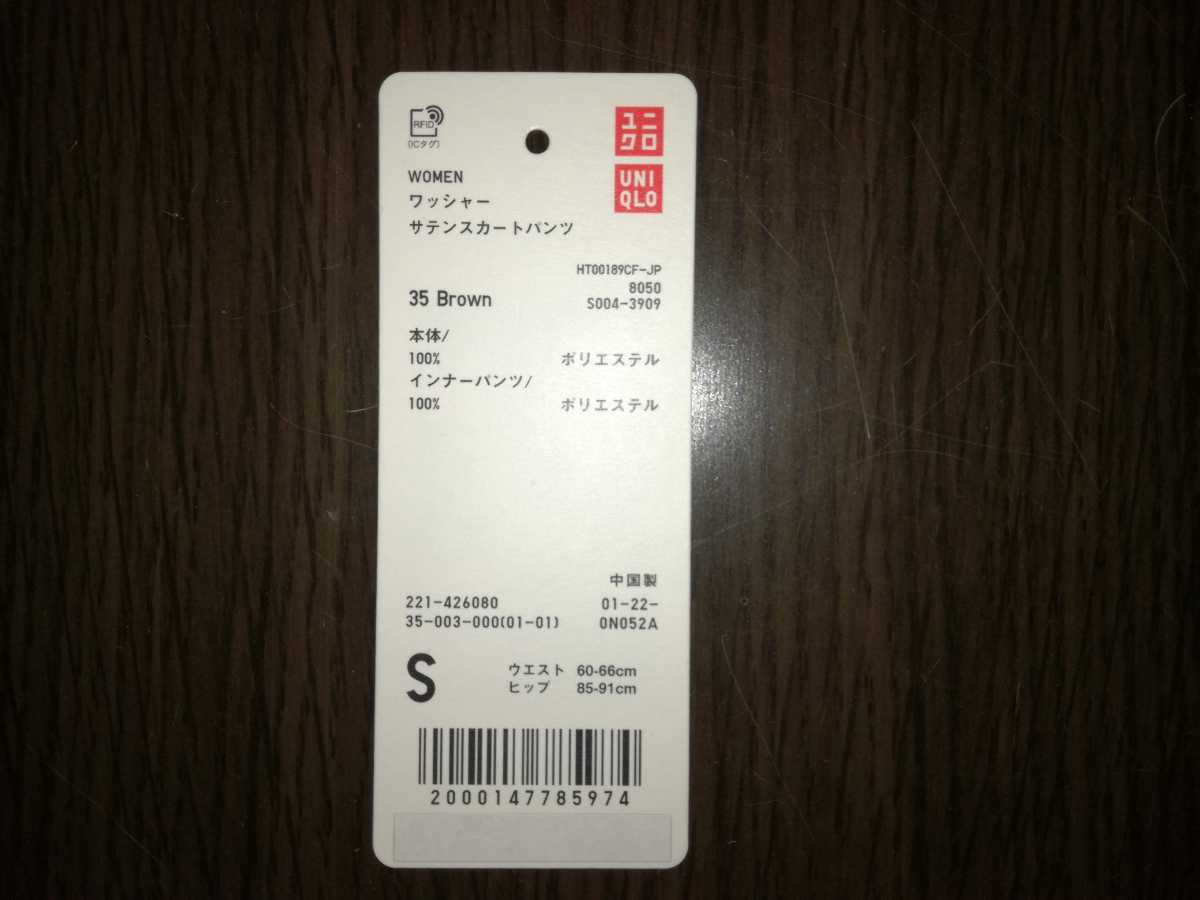 RFID
(ICタグ)
ユニ
クロ
UNI
QLO
WOMEN
ワッシャー
サテンスカートパンツ
HT00189CF-JP
8050
35 Brown
S004-3909
本体/
100% ポリエステル
インナーパンツ/
100% ポリエステル
中国製
221-426080 01-22-
35-003-000(01-01) 0N052A
S
ウエスト 60-66cm
ヒップ 85-91cm
2000147785974